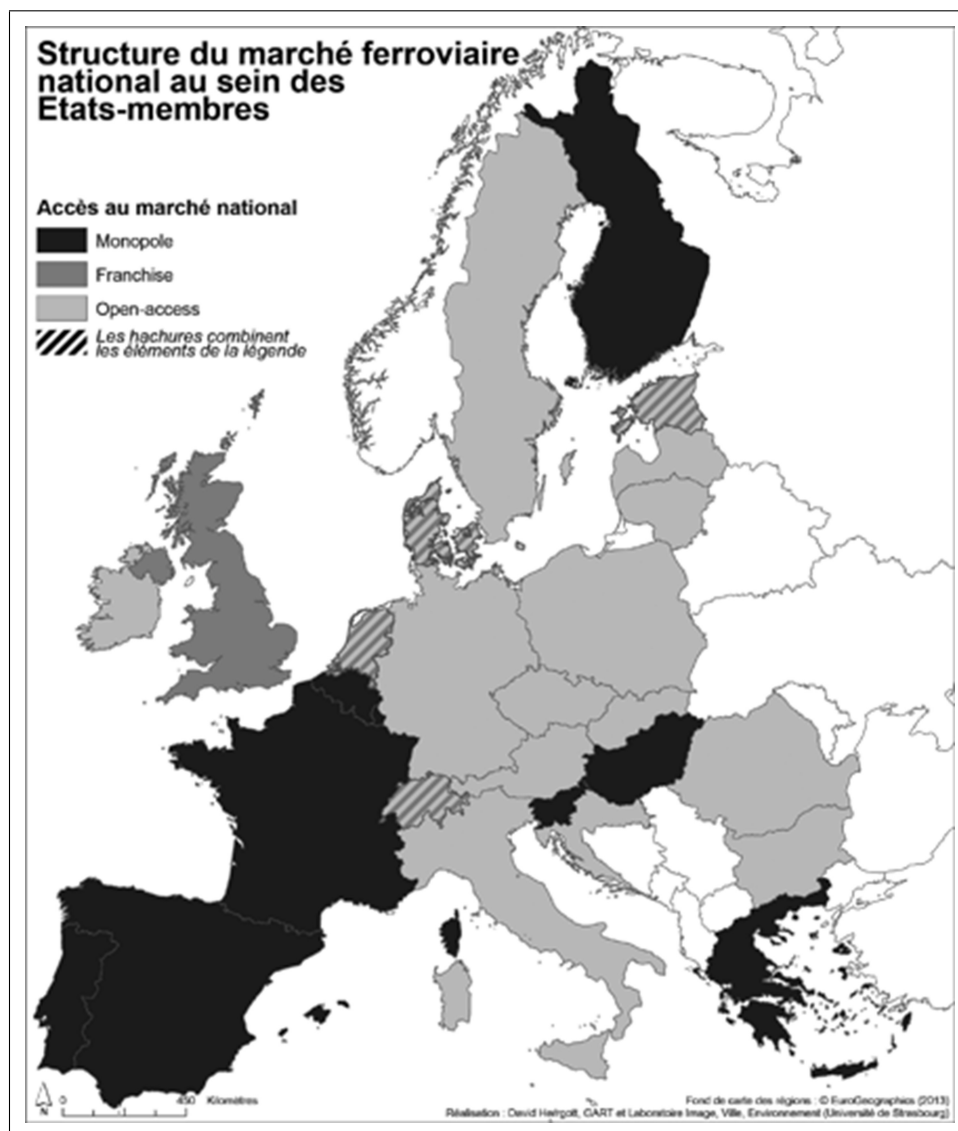 Structure du marché ferroviaire
national au sein des
Etats-membres
Accès au marché national
Monopole
Franchise
Open-access
Les hachures combinent
les éléments de la légende
N
0 450 Kilomètres
Fond de carte des régions : © EuroGeographics (2013)
Réalisation : David Herrgott, GART et Laboratoire Image, Ville, Environnement (Université de Strasbourg)